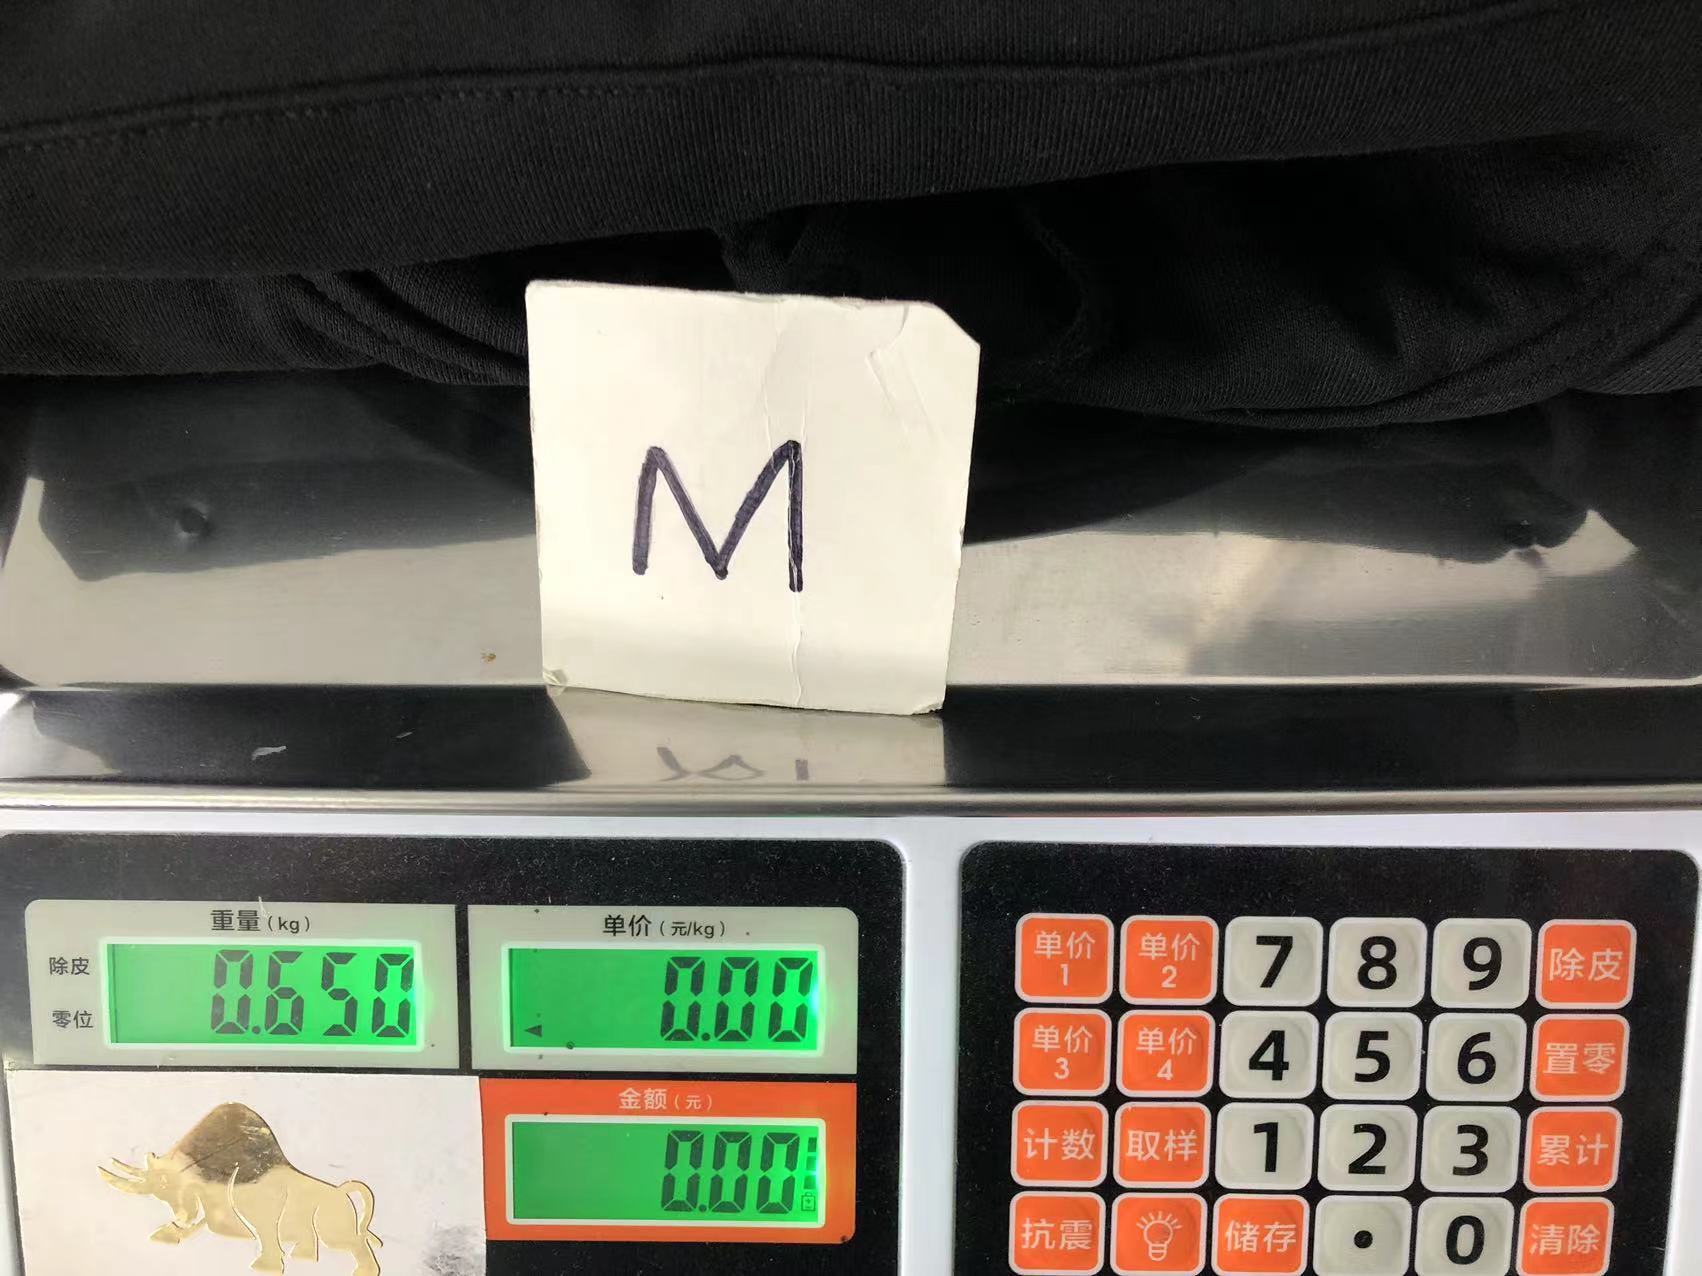 M
重量(kg)
除皮
零位
0.650
单价(元/kg)
0.00
金额(元)
0.00
单价1 单价2 7 8 9 除皮
单价3 单价4 4 5 6 置零
计数 取样 1 2 3 累计
抗震 储存 • 0 清除